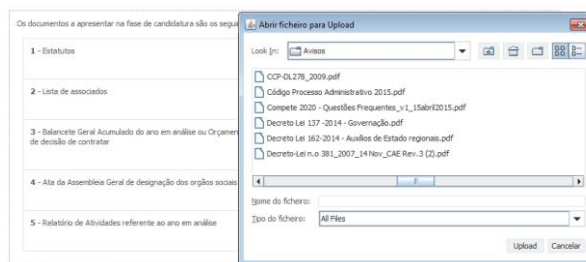 Os documentos a apresentar na fase de candidatura são os
1 - Estatutos
2 - Lista de associados
3 - Balancete Geral Acumulado do ano em análise ou
de decisão de contratar
4 - Ata da Assembleia Geral de designação dos orgãos sociais
5 - Relatório de Atividades referente ao ano em análise
Abrir ficheiro para Upload
Look In: Avisos
CCP-DL278_2009.pdf
Código Processo Administrativo 2015.pdf
Compete 2020 - Questões Frequentes_v1_15abril2015.pdf
Decreto Lei 137 -2014 - Governação.pdf
Decreto Lei 162-2014 - Auxílios de Estado regionais.pdf
Decreto-Lei n.o 381_2007_14 Nov_CAE Rev.3 (2).pdf
Nome do ficheiro:
Tipo do ficheiro: All Files
Upload Cancelar